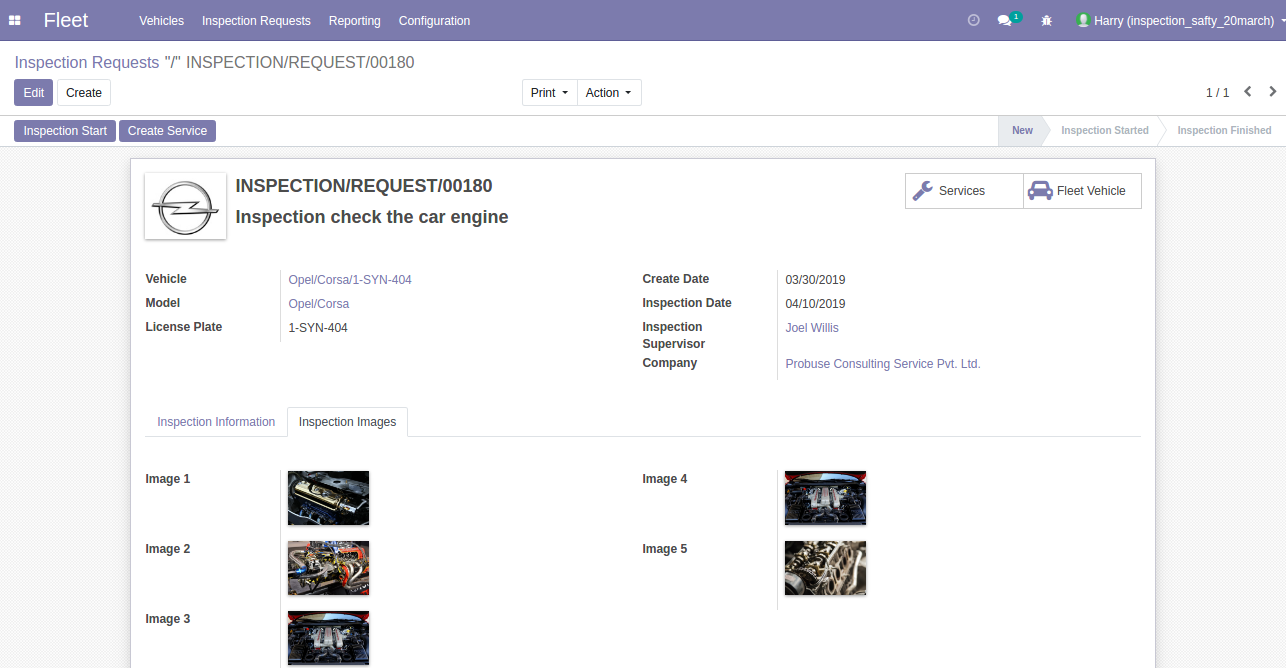 Fleet Vehicles Inspection Requests Reporting Configuration 1 Harry (inspection_safty_20march)
Inspection Requests "/" INSPECTION/REQUEST/00180
Edit Create Print Action 1 / 1
Inspection Start Create Service New Inspection Started Inspection Finished
INSPECTION/REQUEST/00180
Services Fleet Vehicle
Inspection check the car engine
Vehicle Opel/Corsa/1-SYN-404 Create Date 03/30/2019
Model Opel/Corsa Inspection Date 04/10/2019
License Plate 1-SYN-404 Inspection Supervisor Joel Willis
Company Probuse Consulting Service Pvt. Ltd.
Inspection Information Inspection Images
Image 1 Image 4
Image 2 Image 5
Image 3